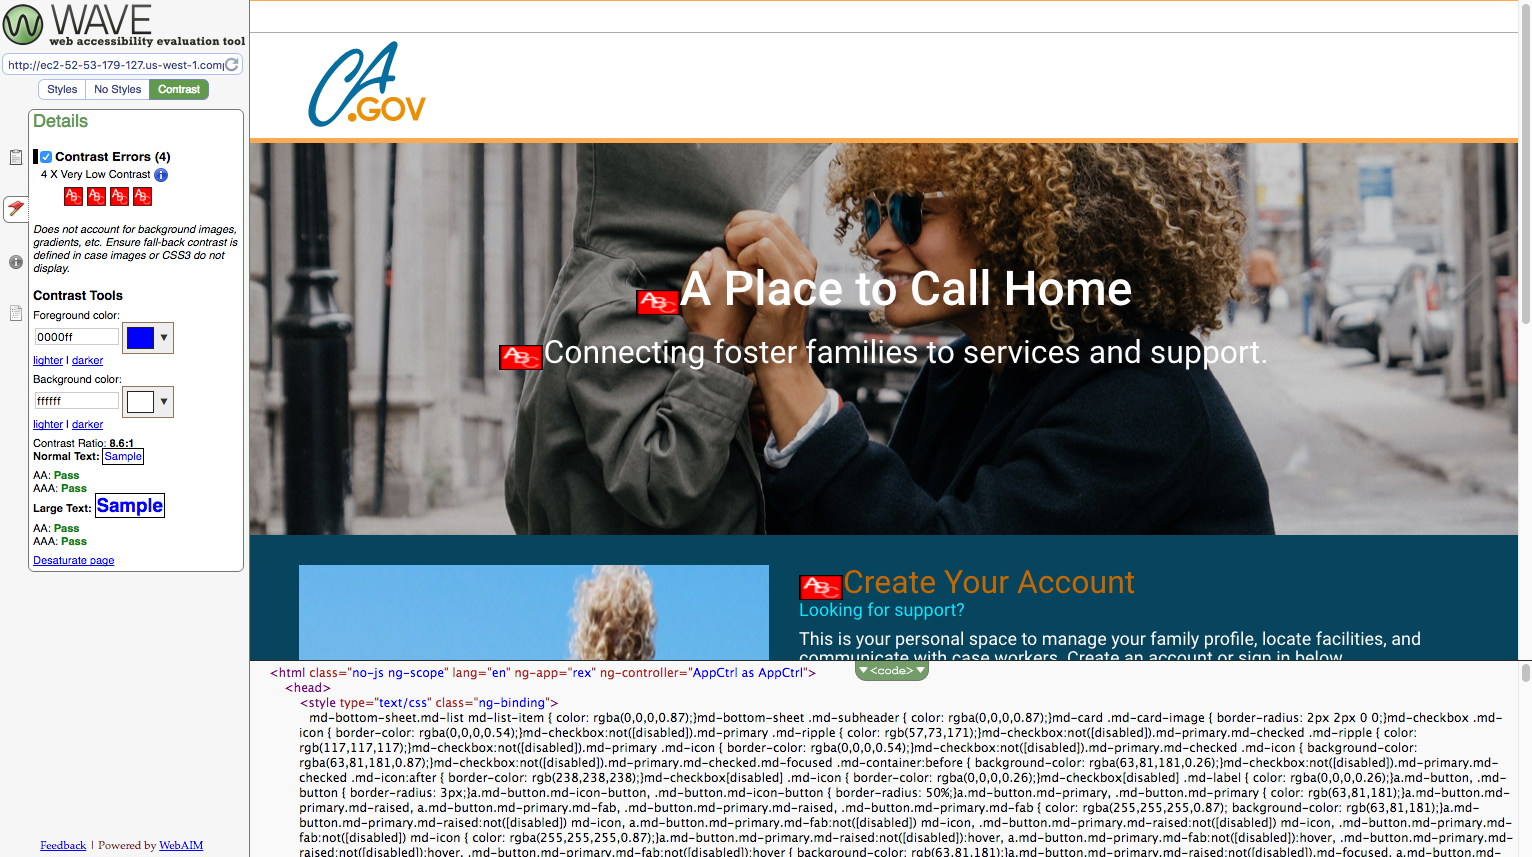 WAVE
web accessibility evaluation tool
http://ec2-52-53-179-127.us-west-1.comp
Styles
No Styles
Contrast
Details
Contrast Errors (4)
4 X Very Low Contrast
ABC ABC ABC ABC
Does not account for background images,
gradients, etc. Ensure fall-back contrast is
defined in case images or CSS3 do not
display.
Contrast Tools
Foreground color:
0000ff
lighter | darker
Background color:
ffffff
lighter | darker
Contrast Ratio: 8.6:1
Normal Text: Sample
AA: Pass
AAA: Pass
Large Text: Sample
AA: Pass
AAA: Pass
Desaturate page
Feedback | Powered by WebAIM
CA.GOV
ABC A Place to Call Home
ABC Connecting foster families to services and support.
ABC Create Your Account
Looking for support?
This is your personal space to manage your family profile, locate facilities, and
communicate with case workers. Create an account or sign in below.
<code>
<html class="no-js ng-scope" lang="en" ng-app="rex" ng-controller="AppCtrl as AppCtrl">
<head>
<style type="text/css" class="ng-binding">
md-bottom-sheet.md-list md-list-item { color: rgba(0,0,0,0.87);}md-bottom-sheet .md-subheader { color: rgba(0,0,0,0.87);}md-card .md-card-image { border-radius: 2px 2px 0 0;}md-checkbox .md-
icon { border-color: rgba(0,0,0,0.54);}md-checkbox:not([disabled]).md-primary .md-ripple { color: rgb(57,73,171);}md-checkbox:not([disabled]).md-primary.md-checked .md-ripple { color:
rgb(117,117,117);}md-checkbox:not([disabled]).md-primary .md-icon { border-color: rgba(0,0,0,0.54);}md-checkbox:not([disabled]).md-primary.md-checked .md-icon { background-color:
rgba(63,81,181,0.87);}md-checkbox:not([disabled]).md-primary.md-checked.md-focused .md-container:before { background-color: rgba(63,81,181,0.26);}md-checkbox:not([disabled]).md-primary.md-
checked .md-icon:after { border-color: rgb(238,238,238);}md-checkbox[disabled] .md-icon { border-color: rgba(0,0,0,0.26);}md-checkbox[disabled] .md-label { color: rgba(0,0,0,0.26);}a.md-button, .md-
button { border-radius: 3px;}a.md-button.md-icon-button, .md-button.md-icon-button { border-radius: 50%;}a.md-button.md-primary, .md-button.md-primary { color: rgb(63,81,181);}a.md-button.md-
primary.md-raised, a.md-button.md-primary.md-fab, .md-button.md-primary.md-raised, .md-button.md-primary.md-fab { color: rgba(255,255,255,0.87); background-color: rgb(63,81,181);}a.md-
button.md-primary.md-raised:not([disabled]) md-icon, a.md-button.md-primary.md-fab:not([disabled]) md-icon, .md-button.md-primary.md-raised:not([disabled]) md-icon, .md-button.md-primary.md-
fab:not([disabled]) md-icon { color: rgba(255,255,255,0.87);}a.md-button.md-primary.md-raised:not([disabled]):hover, a.md-button.md-primary.md-fab:not([disabled]):hover, .md-button.md-primary.md-
raised:not([disabled]):hover, .md-button.md-primary.md-fab:not([disabled]):hover { background-color: rgb(63,81,181);}a.md-button.md-primary.md-raised:not([disabled]).md-focused, a.md-button.md-